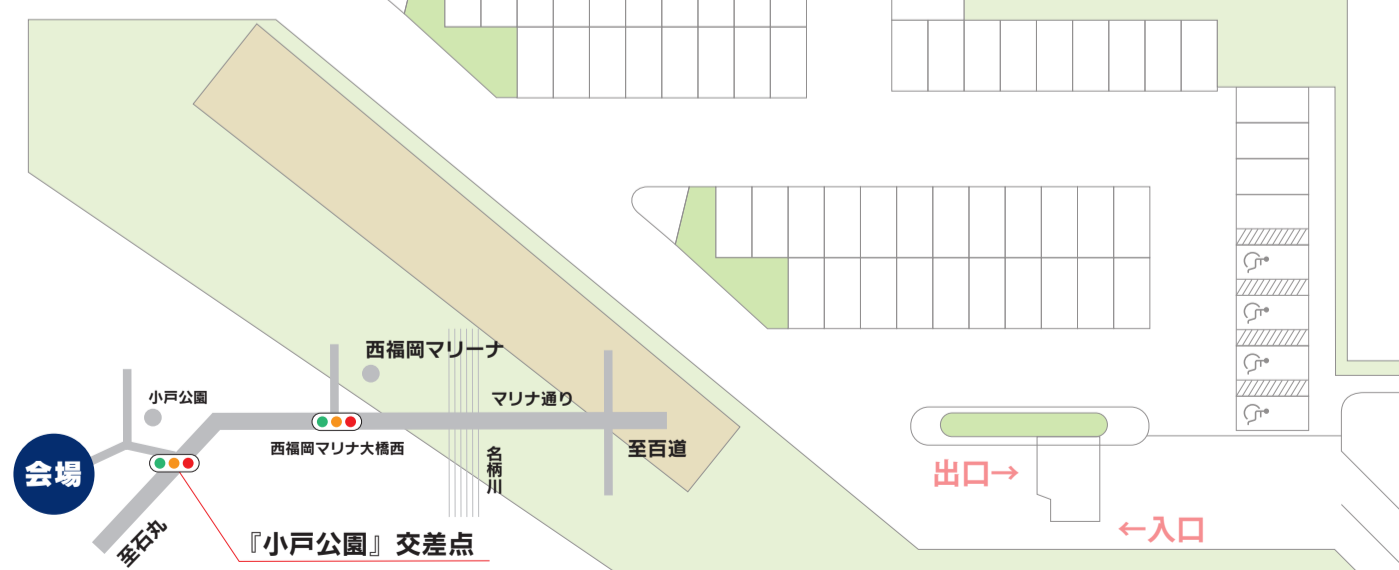 西福岡マリーナ
小戸公園
マリナ通り
西福岡マリナ大橋西
至百道
名柄川
会場
出口→
←入口
至石丸
『小戸公園』交差点